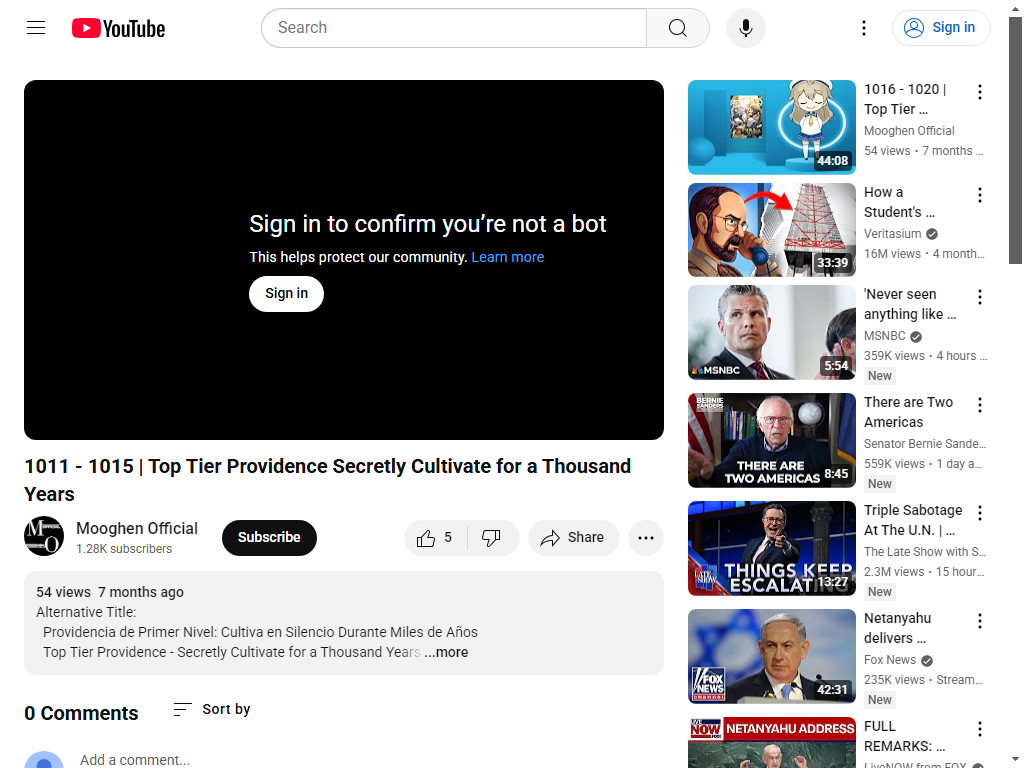 YouTube
Search
Sign in
Sign in to confirm you’re not a bot
This helps protect our community. Learn more
Sign in
1011 - 1015 | Top Tier Providence Secretly Cultivate for a Thousand
Years
Mooghen Official
1.28K subscribers
Subscribe
5
Share
54 views 7 months ago
Alternative Title:
Providencia de Primer Nivel: Cultiva en Silencio Durante Miles de Años
Top Tier Providence - Secretly Cultivate for a Thousand Years ...more
0 Comments
Sort by
Add a comment...
44:08
1016 - 1020 |
Top Tier ...
Mooghen Official
54 views • 7 months ...
33:39
How a
Student's ...
Veritasium
16M views • 4 month...
MSNBC
5:54
'Never seen
anything like ...
MSNBC
359K views • 4 hours ...
New
BERNIE
SANDERS
THERE ARE
TWO AMERICAS
8:45
There are Two
Americas
Senator Bernie Sande...
559K views • 1 day a...
New
LATE
SHOW
THINGS KEEP
ESCALATING
13:27
Triple Sabotage
At The U.N. | ...
The Late Show with S...
2.3M views • 15 hour...
New
FOX
NEWS
channel
42:31
Netanyahu
delivers ...
Fox News
235K views • Stream...
New
LIVE
NOW
NETANYAHU ADDRESS
FULL
REMARKS: ...
LiveNOW from FOX